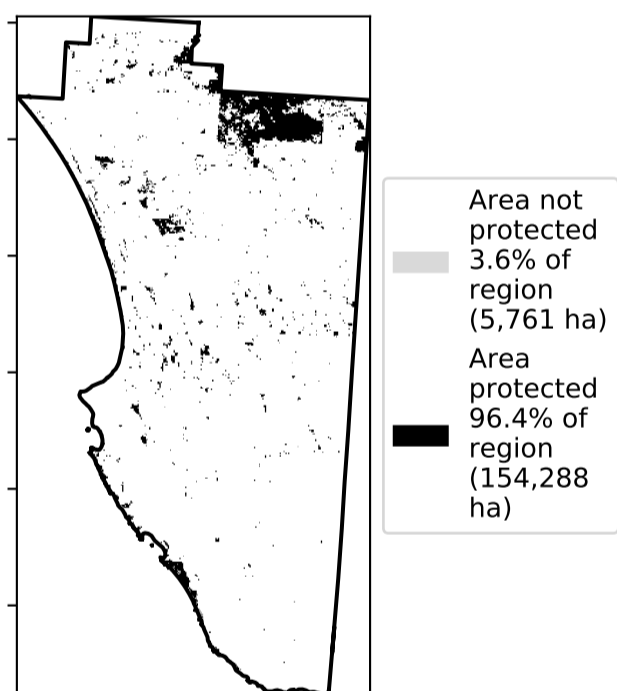 Area not
protected
3.6% of
region
(5,761 ha)
Area
protected
96.4% of
region
(154,288
ha)